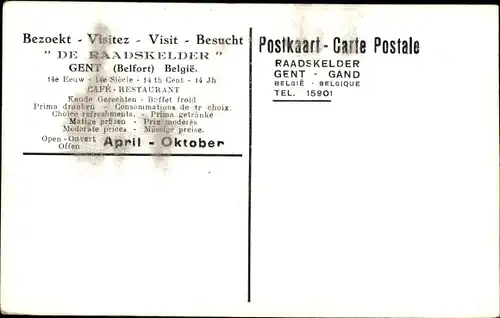 Bezoekt - Visitez - Visit - Besucht
" DE RAADSKELDER "
GENT (Belfort) België.
14e Eeuw - 14e Siècle - 14 th Cent - 14 Jh
CAFÉ-RESTAURANT
Koude Gerechten - Buffet froid
Prima dranken - Consommations de 1r choix.
Choice refreshments. - Prima getränke
Matige prijzen - Prix modérés
Moderate prices - Mässige preise.
Open - Ouvert
Offen
April - Oktober
Postkaart - Carte Postale
RAADSKELDER
GENT - GAND
BELGIË - BELGIQUE
TEL. 15901